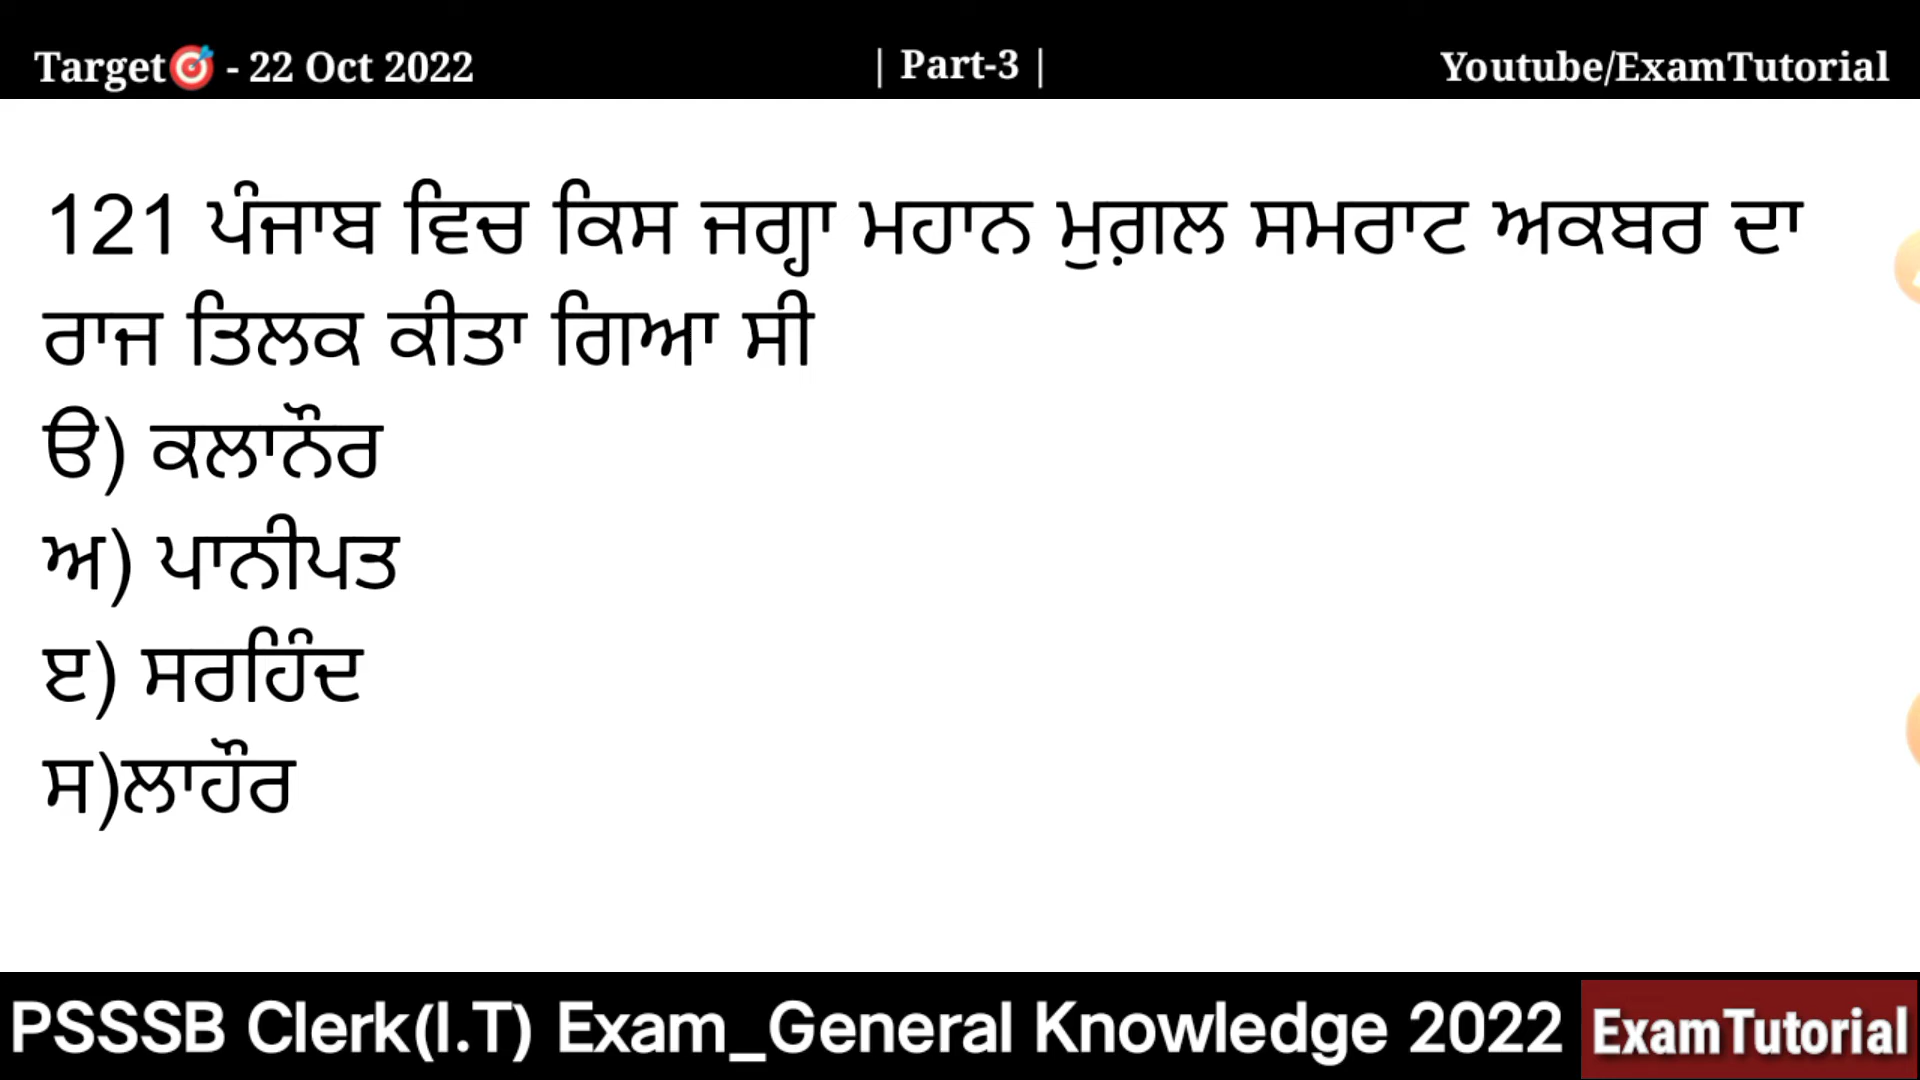 Target🎯 - 22 Oct 2022 | Part-3 | Youtube/ExamTutorial
121 ਪੰਜਾਬ ਵਿਚ ਕਿਸ ਜਗ੍ਹਾ ਮਹਾਨ ਮੁਗ਼ਲ ਸਮਰਾਟ ਅਕਬਰ ਦਾ
ਰਾਜ ਤਿਲਕ ਕੀਤਾ ਗਿਆ ਸੀ
ੳ) ਕਲਾਨੌਰ
ਅ) ਪਾਨੀਪਤ
ੲ) ਸਰਹਿੰਦ
ਸ)ਲਾਹੌਰ
PSSSB Clerk(I.T) Exam_General Knowledge 2022 ExamTutorial